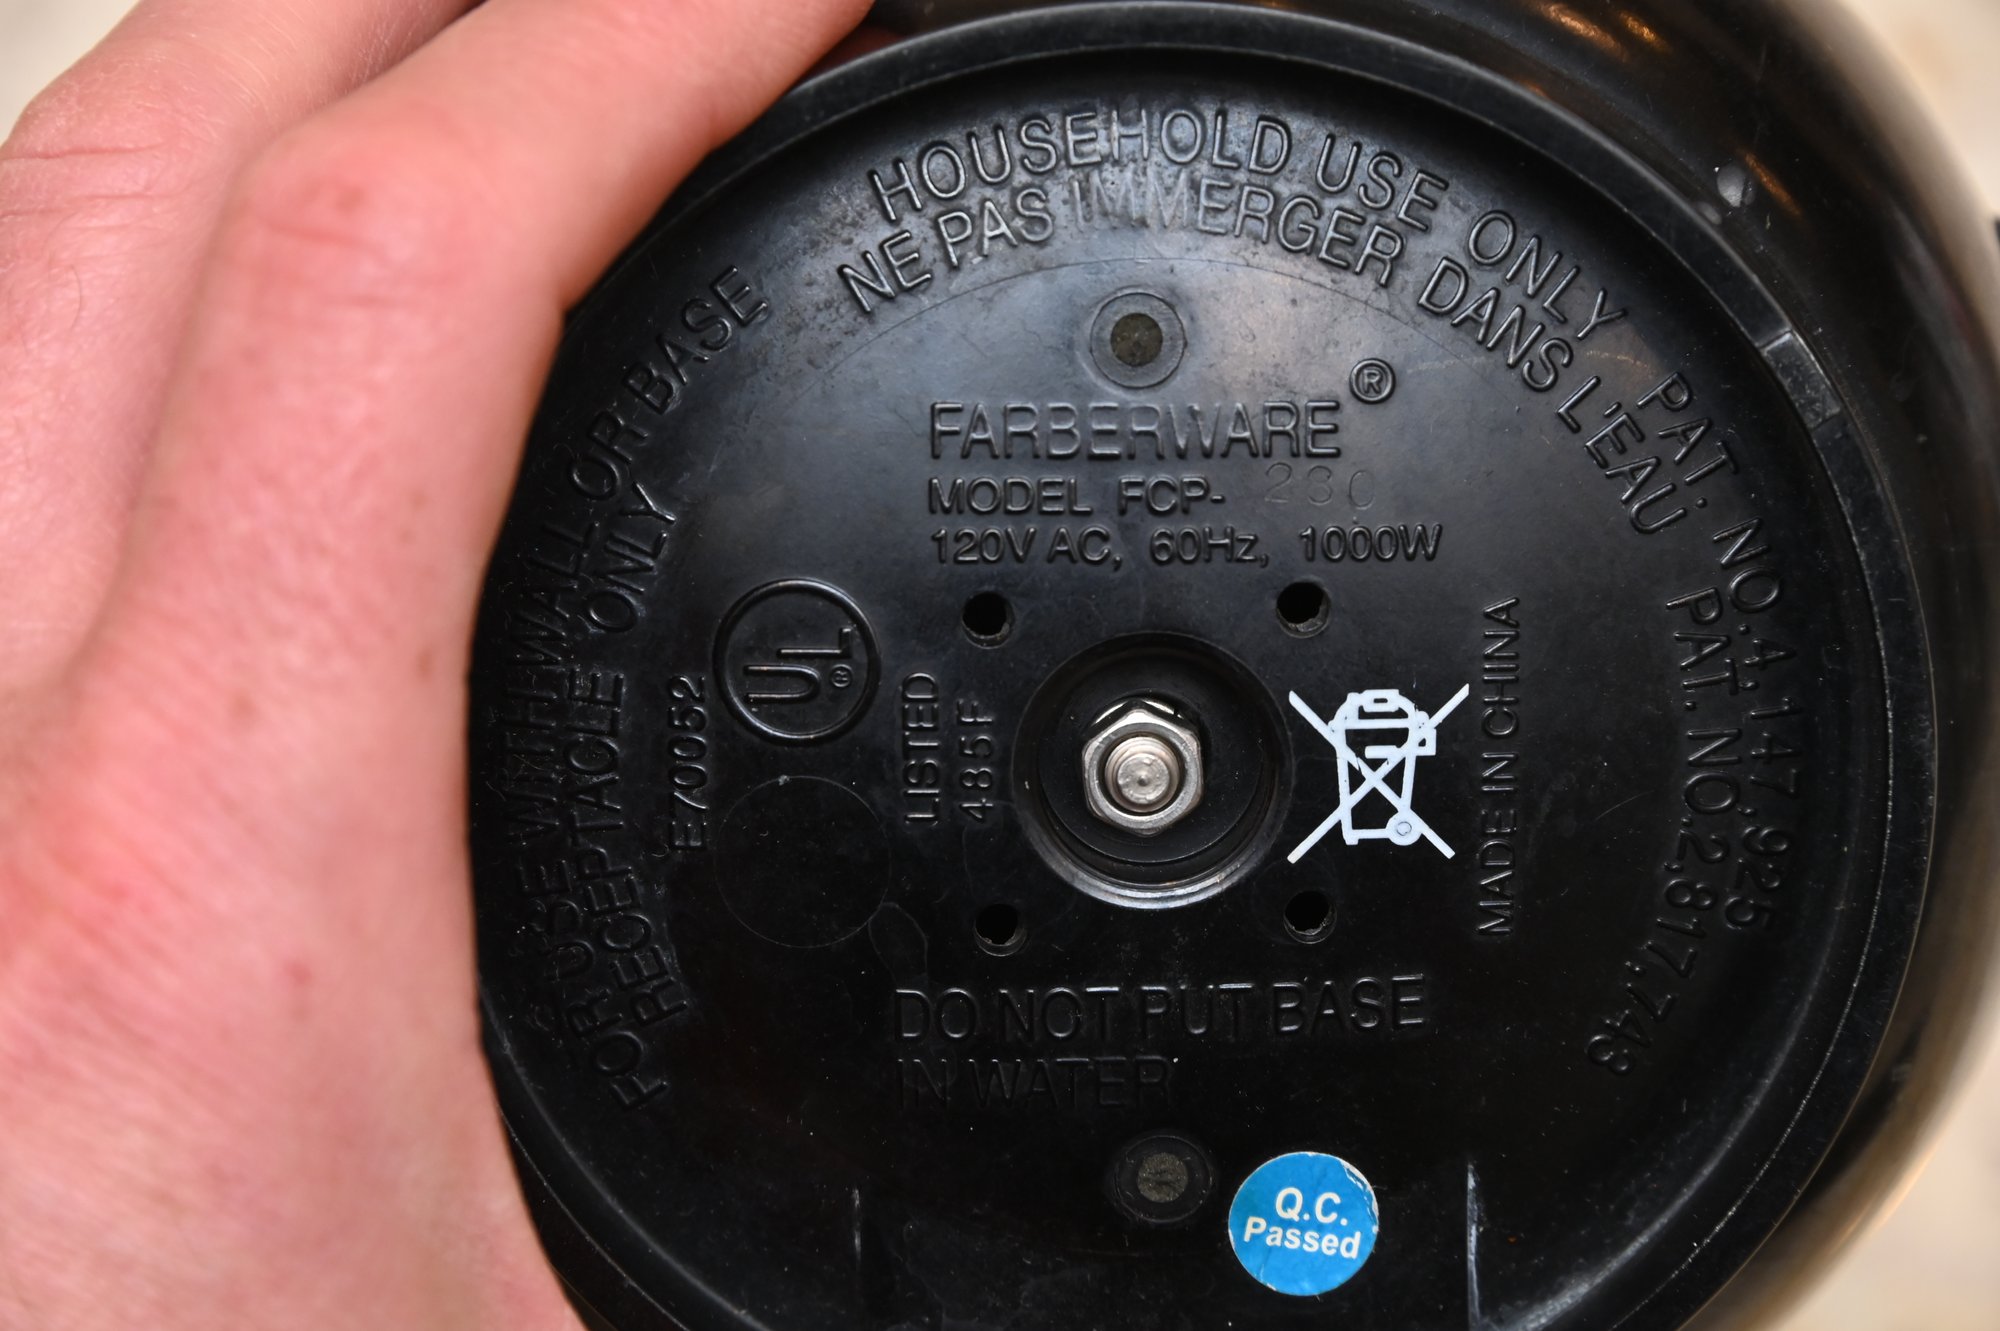 HOUSEHOLD USE ONLY
NE PAS IMMERGER DANS L'EAU
FARBERWARE®
MODEL FCP-280
120V AC, 60Hz, 1000W
FOR USE WITH WALL OR BASE
RECEPTACLE ONLY
E70052
UL®
LISTED
485F
MADE IN CHINA
PAT. NO.4,147,925
PAT. NO.2,817,743
DO NOT PUT BASE
IN WATER
Q.C.
Passed